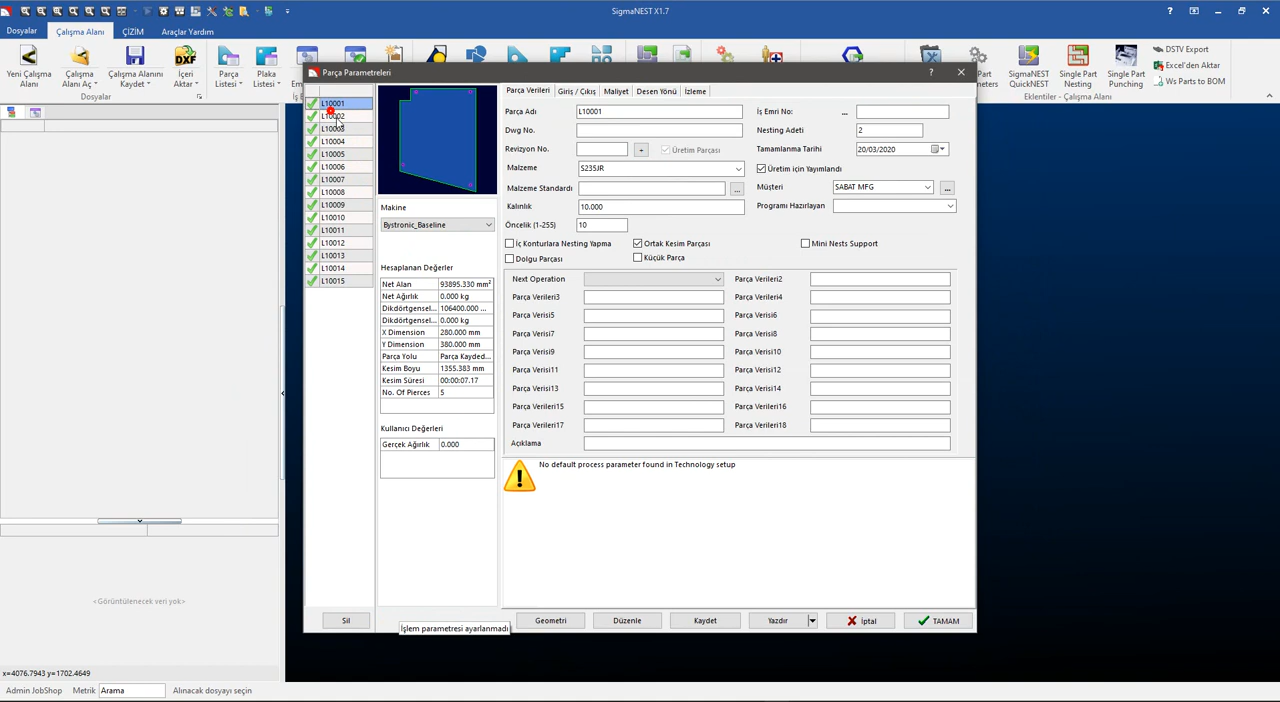 SigmaNEST X1.7
Dosyalar
Çalışma Alanı
ÇİZİM
Araçlar Yardım
Yeni Çalışma Alanı
Çalışma Alanı Aç
Çalışma Alanını Kaydet
DXF
İçeri Aktar
Parça Listesi
Plaka Listesi
SigmaNEST QuickNEST
Single Part Nesting
Single Part Punching
DSTV Export
Excel'den Aktar
Ws Parts to BOM
Dosyalar
Eklentiler - Çalışma Alanı
Parça Parametreleri
L10001
L10002
L10003
L10004
L10005
L10006
L10007
L10008
L10009
L10010
L10011
L10012
L10013
L10014
L10015
Makine
Bystronic_Baseline
Hesaplanan Değerler
Net Alan 93895.330 mm²
Net Ağırlık 0.000 kg
Dikdörtgensel... 106400.000 ...
Dikdörtgensel... 0.000 kg
X Dimension 280.000 mm
Y Dimension 380.000 mm
Parça Yolu Parça Kayded...
Kesim Boyu 1355.383 mm
Kesim Süresi 00:00:07.17
No. Of Pierces 5
Kullanıcı Değerleri
Gerçek Ağırlık 0.000
Parça Verileri Giriş / Çıkış Maliyet Desen Yönü İzleme
Parça Adı L10001 İş Emri No: ...
Dwg No. Nesting Adeti 2
Revizyon No. + Üretim Parçası Tamamlanma Tarihi 20/03/2020
Malzeme S235JR Üretim için Yayımlandı
Malzeme Standardı ... Müşteri SABAT MFG ...
Kalınlık 10.000 Programı Hazırlayan
Öncelik (1-255) 10
İç Konturlara Nesting Yapma Ortak Kesim Parçası Mini Nests Support
Dolgu Parçası Küçük Parça
Next Operation Parça Verileri2
Parça Verileri3 Parça Verileri4
Parça Verisi5 Parça Verisi6
Parça Verisi7 Parça Verisi8
Parça Verisi9 Parça Verisi10
Parça Verisi11 Parça Verisi12
Parça Verisi13 Parça Verisi14
Parça Verileri15 Parça Verileri16
Parça Verileri17 Parça Verileri18
Açıklama
No default process parameter found in Technology setup
<Görüntülenecek veri yok>
Sil
İşlem parametresi ayarlanmadı
Geometri Düzenle Kaydet Yazdır İptal TAMAM
x=4076.7943 y=1702.4649
Admin JobShop Metrik Arama Alınacak dosyayı seçin